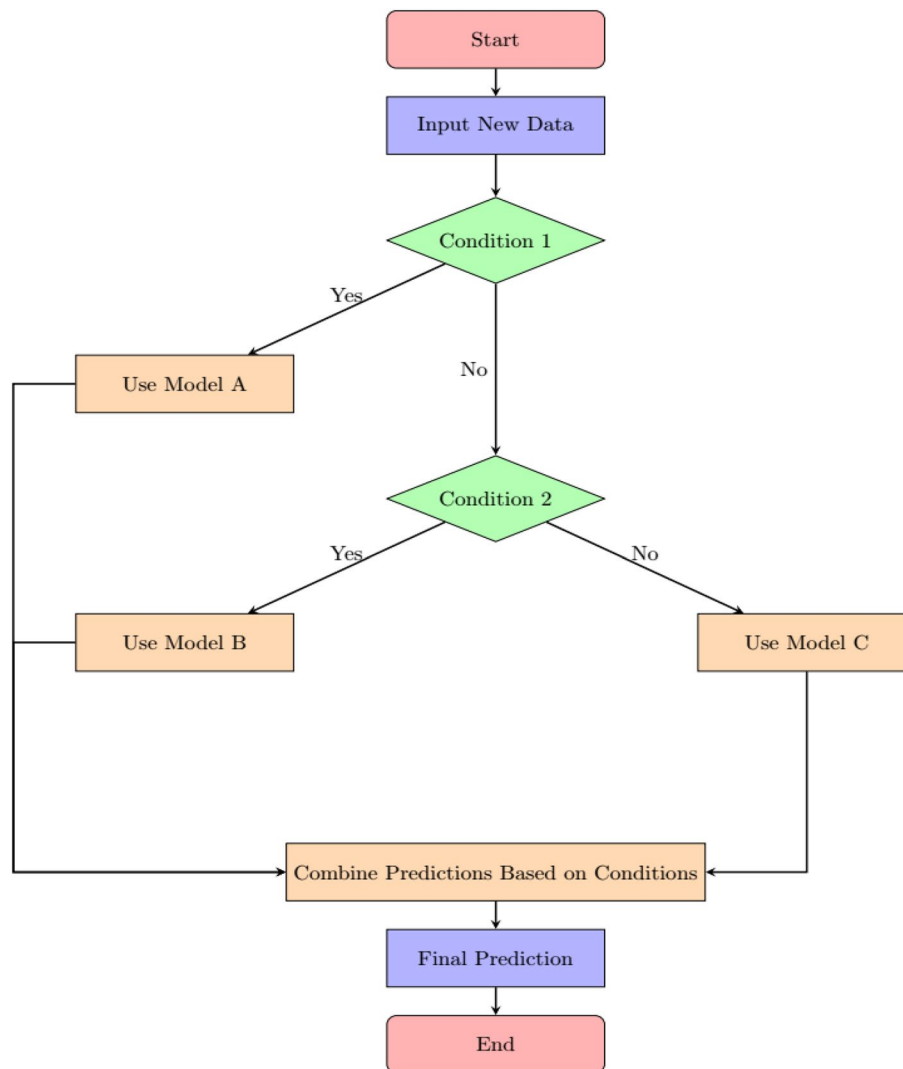 Start
Input New Data
Condition 1
Yes
Use Model A
No
Condition 2
Yes
No
Use Model B
Use Model C
Combine Predictions Based on Conditions
Final Prediction
End